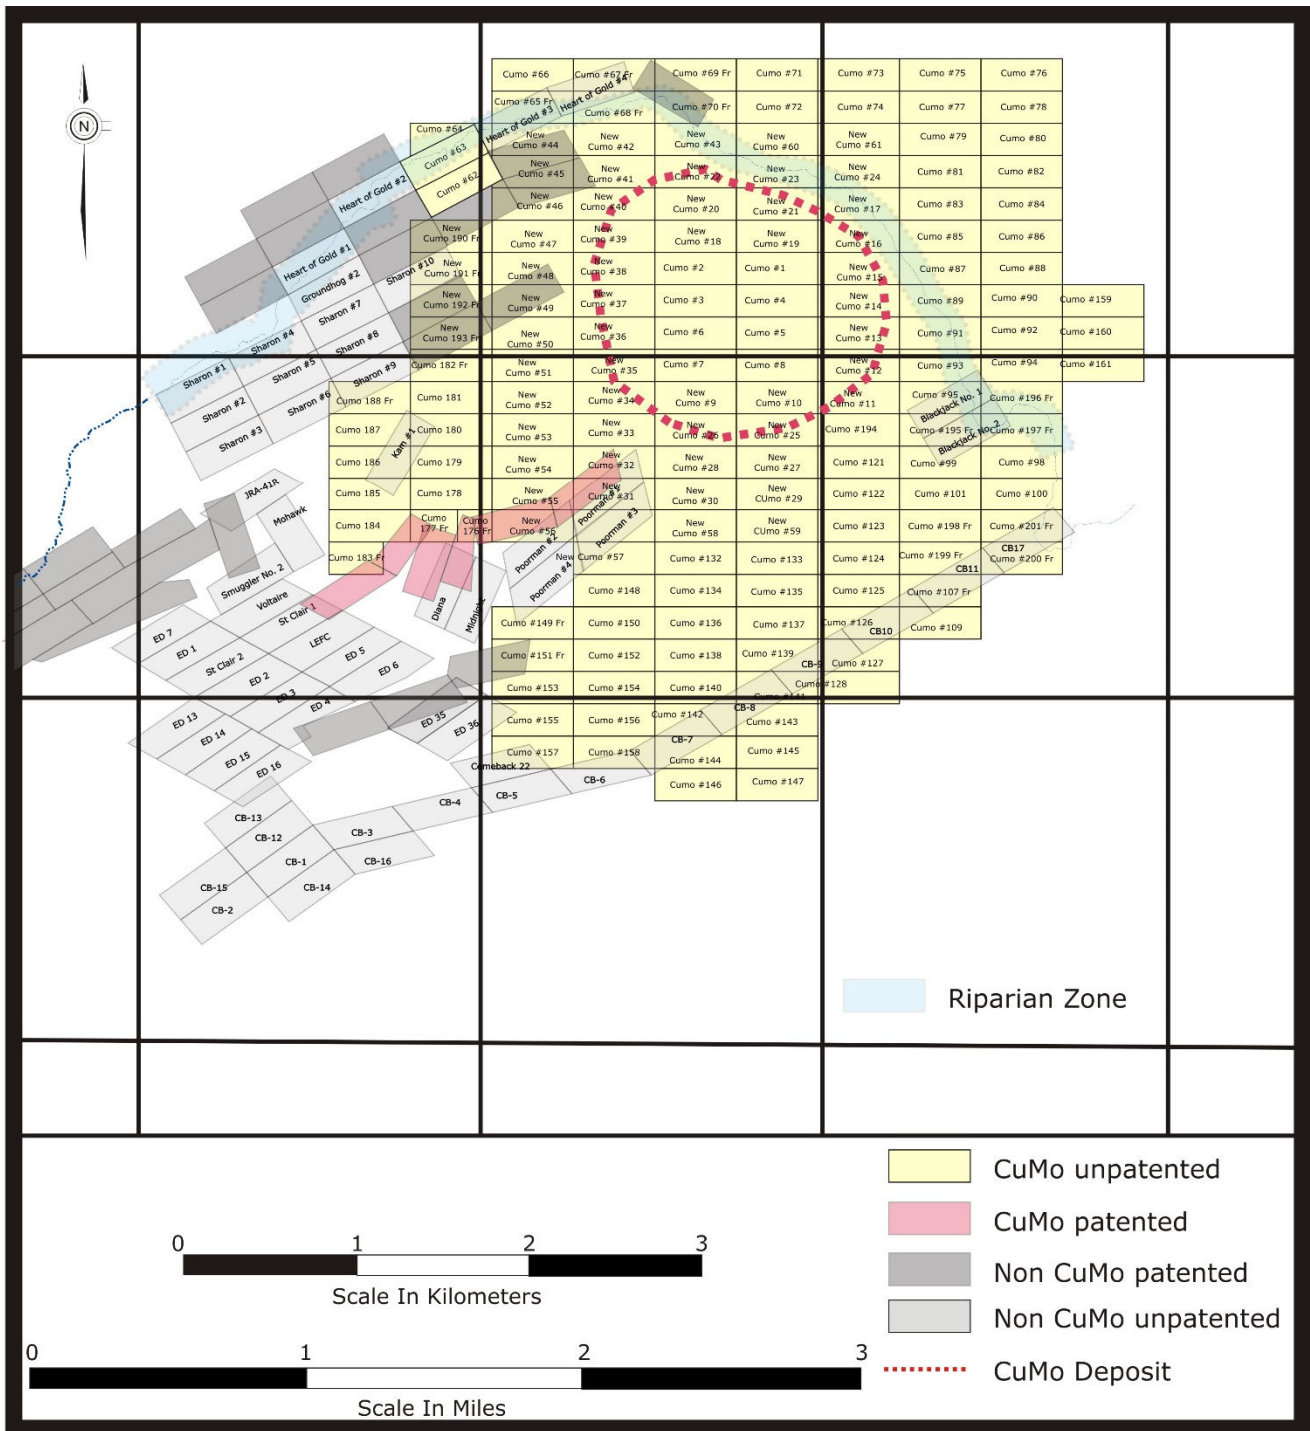 N
Cumo #66
Cumo #67 Fr
Cumo #69 Fr
Cumo #71
Cumo #73
Cumo #75
Cumo #76
Cumo #65 Fr
Heart of Gold #3
Heart of Gold #4
Cumo #68 Fr
Cumo #70 Fr
Cumo #72
Cumo #74
Cumo #77
Cumo #78
Cumo #64
Cumo #63
New
Cumo #44
New
Cumo #42
New
Cumo #43
New
Cumo #60
New
Cumo #61
Cumo #79
Cumo #80
Heart of Gold #2
Cumo #62
New
Cumo #45
New
Cumo #41
New
Cumo #22
New
Cumo #23
New
Cumo #24
Cumo #81
Cumo #82
New
Cumo #46
New
Cumo #40
New
Cumo #20
New
Cumo #21
New
Cumo #17
Cumo #83
Cumo #84
Heart of Gold #1
New
Cumo 190 Fr
New
Cumo #47
New
Cumo #39
New
Cumo #18
New
Cumo #19
New
Cumo #16
Cumo #85
Cumo #86
Groundhog #2
Sharon #10
New
Cumo 191 Fr
New
Cumo #48
New
Cumo #38
Cumo #2
Cumo #1
New
Cumo #15
Cumo #87
Cumo #88
Sharon #4
Sharon #7
New
Cumo 192 Fr
New
Cumo #49
New
Cumo #37
Cumo #3
Cumo #4
New
Cumo #14
Cumo #89
Cumo #90
Cumo #159
Sharon #5
Sharon #8
New
Cumo 193 Fr
New
Cumo #50
New
Cumo #36
Cumo #6
Cumo #5
New
Cumo #13
Cumo #91
Cumo #92
Cumo #160
Sharon #1
Sharon #6
Sharon #9
Cumo 182 Fr
New
Cumo #51
New
Cumo #35
Cumo #7
Cumo #8
New
Cumo #12
Cumo #93
Cumo #94
Cumo #161
Sharon #2
Cumo 188 Fr
Cumo 181
New
Cumo #52
New
Cumo #34
New
Cumo #9
New
Cumo #10
New
Cumo #11
Cumo #95
Blackjack No. 1
Cumo #196 Fr
Sharon #3
Cumo 187
Kam #1
Cumo 180
New
Cumo #53
New
Cumo #33
New
Cumo #26
New
Cumo #25
Cumo #194
Cumo #195 Fr
Blackjack No. 2
Cumo #197 Fr
Cumo 186
Cumo 179
New
Cumo #54
New
Cumo #32
New
Cumo #28
New
Cumo #27
Cumo #121
Cumo #99
Cumo #98
JRA-41R
Cumo 185
Cumo 178
New
Cumo #55
New
Cumo #31
New
Cumo #30
New
CUmo #29
Cumo #122
Cumo #101
Cumo #100
Mohawk
Cumo 184
Cumo
177 Fr
Cumo
176 Fr
New
Cumo #56
Poorman #2
Poorman #3
New
Cumo #58
New
CUmo #59
Cumo #123
Cumo #198 Fr
Cumo #201 Fr
Smuggler No. 2
Cumo 183 Fr
Poorman #4
New Cumo #57
Cumo #132
Cumo #133
Cumo #124
Cumo #199 Fr
CB17
Cumo #200 Fr
Voltaire
Diana
Midnight
Cumo #148
Cumo #134
Cumo #135
Cumo #125
CB11
Cumo #107 Fr
St Clair 1
ED 7
ED 1
LEFC
Cumo #149 Fr
Cumo #150
Cumo #136
Cumo #137
Cumo #126
CB10
Cumo #109
St Clair 2
ED 5
ED 6
Cumo #151 Fr
Cumo #152
Cumo #138
Cumo #139
CB-9
Cumo #127
ED 2
ED 3
ED 4
Cumo #153
Cumo #154
Cumo #140
Cumo #141
Cumo #128
ED 13
ED 14
ED 35
ED 36
Cumo #155
Cumo #156
Cumo #142
CB-8
Cumo #143
ED 15
ED 16
Comeback 22
Cumo #157
Cumo #158
CB-7
Cumo #144
Cumo #145
CB-13
CB-4
CB-5
CB-6
Cumo #146
Cumo #147
CB-12
CB-3
CB-1
CB-16
CB-15
CB-14
CB-2
Riparian Zone
CuMo unpatented
CuMo patented
Non CuMo patented
Non CuMo unpatented
CuMo Deposit
0 1 2 3
Scale In Kilometers
0 1 2 3
Scale In Miles